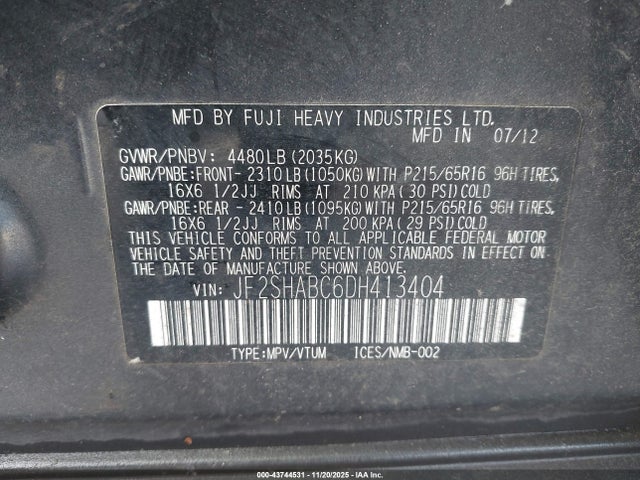 MFD BY FUJI HEAVY INDUSTRIES LTD.
MFD IN 07/12
GVWR/PNBV: 4480LB(2035KG)
GAWR/PNBE:FRONT-2310LB(1050KG)WITH P215/65R16 96H TIRES,
16X6 1/2JJ RIMS AT 210 KPA(30 PSI)COLD
GAWR/PNBE:REAR -2410LB(1095KG)WITH P215/65R16 96H TIRES,
16X6 1/2JJ RIMS AT 200 KPA(29 PSI)COLD
THIS VEHICLE CONFORMS TO ALL APPLICABLE FEDERAL MOTOR
VEHICLE SAFETY AND THEFT PREVENTION STANDARDS IN EFFECT
ON THE DATE OF MANUFACTURE SHOWN ABOVE.
VIN: JF2SHABC6DH413404
TYPE:MPV/VTUM ICES/NMB-002
000-43744531 - 11/20/2025 - IAA Inc.